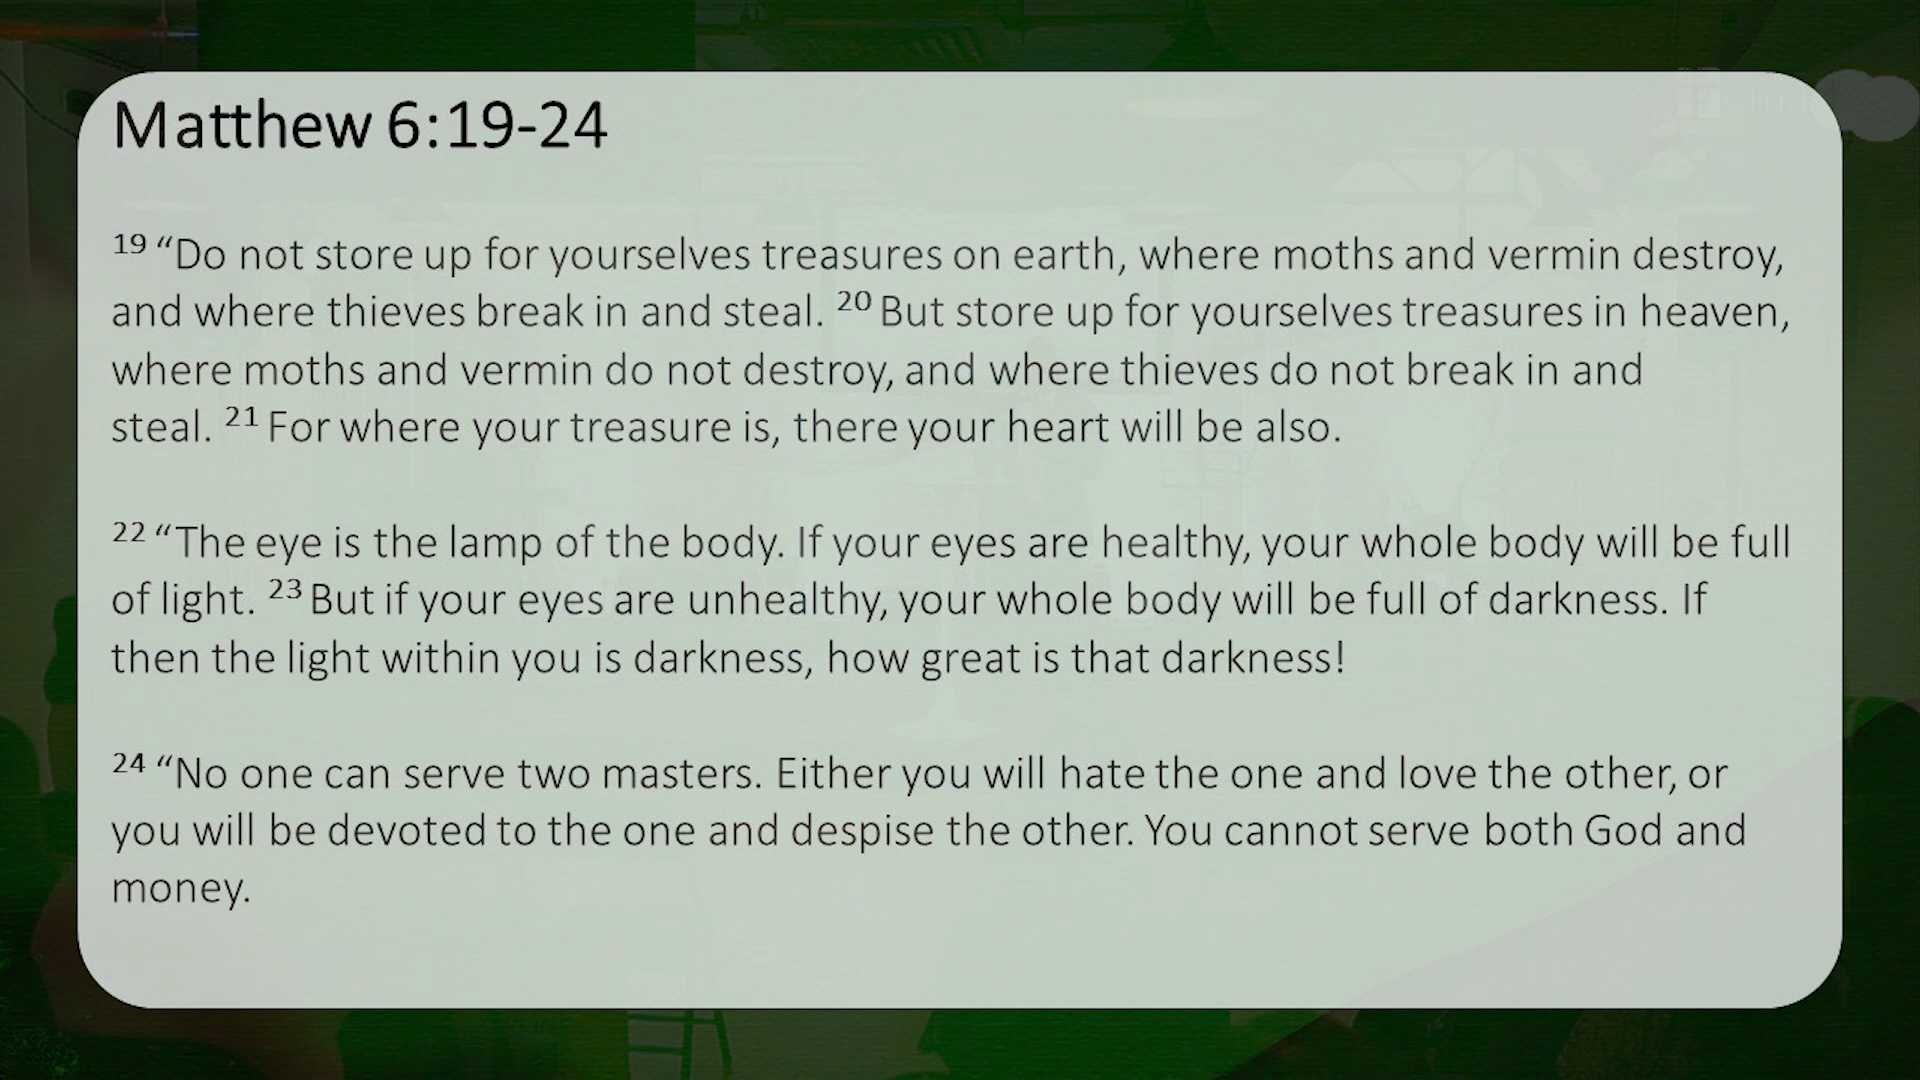 Matthew 6:19-24
19 “Do not store up for yourselves treasures on earth, where moths and vermin destroy,
and where thieves break in and steal. 20 But store up for yourselves treasures in heaven,
where moths and vermin do not destroy, and where thieves do not break in and
steal. 21 For where your treasure is, there your heart will be also.
22 “The eye is the lamp of the body. If your eyes are healthy, your whole body will be full
of light. 23 But if your eyes are unhealthy, your whole body will be full of darkness. If
then the light within you is darkness, how great is that darkness!
24 “No one can serve two masters. Either you will hate the one and love the other, or
you will be devoted to the one and despise the other. You cannot serve both God and
money.